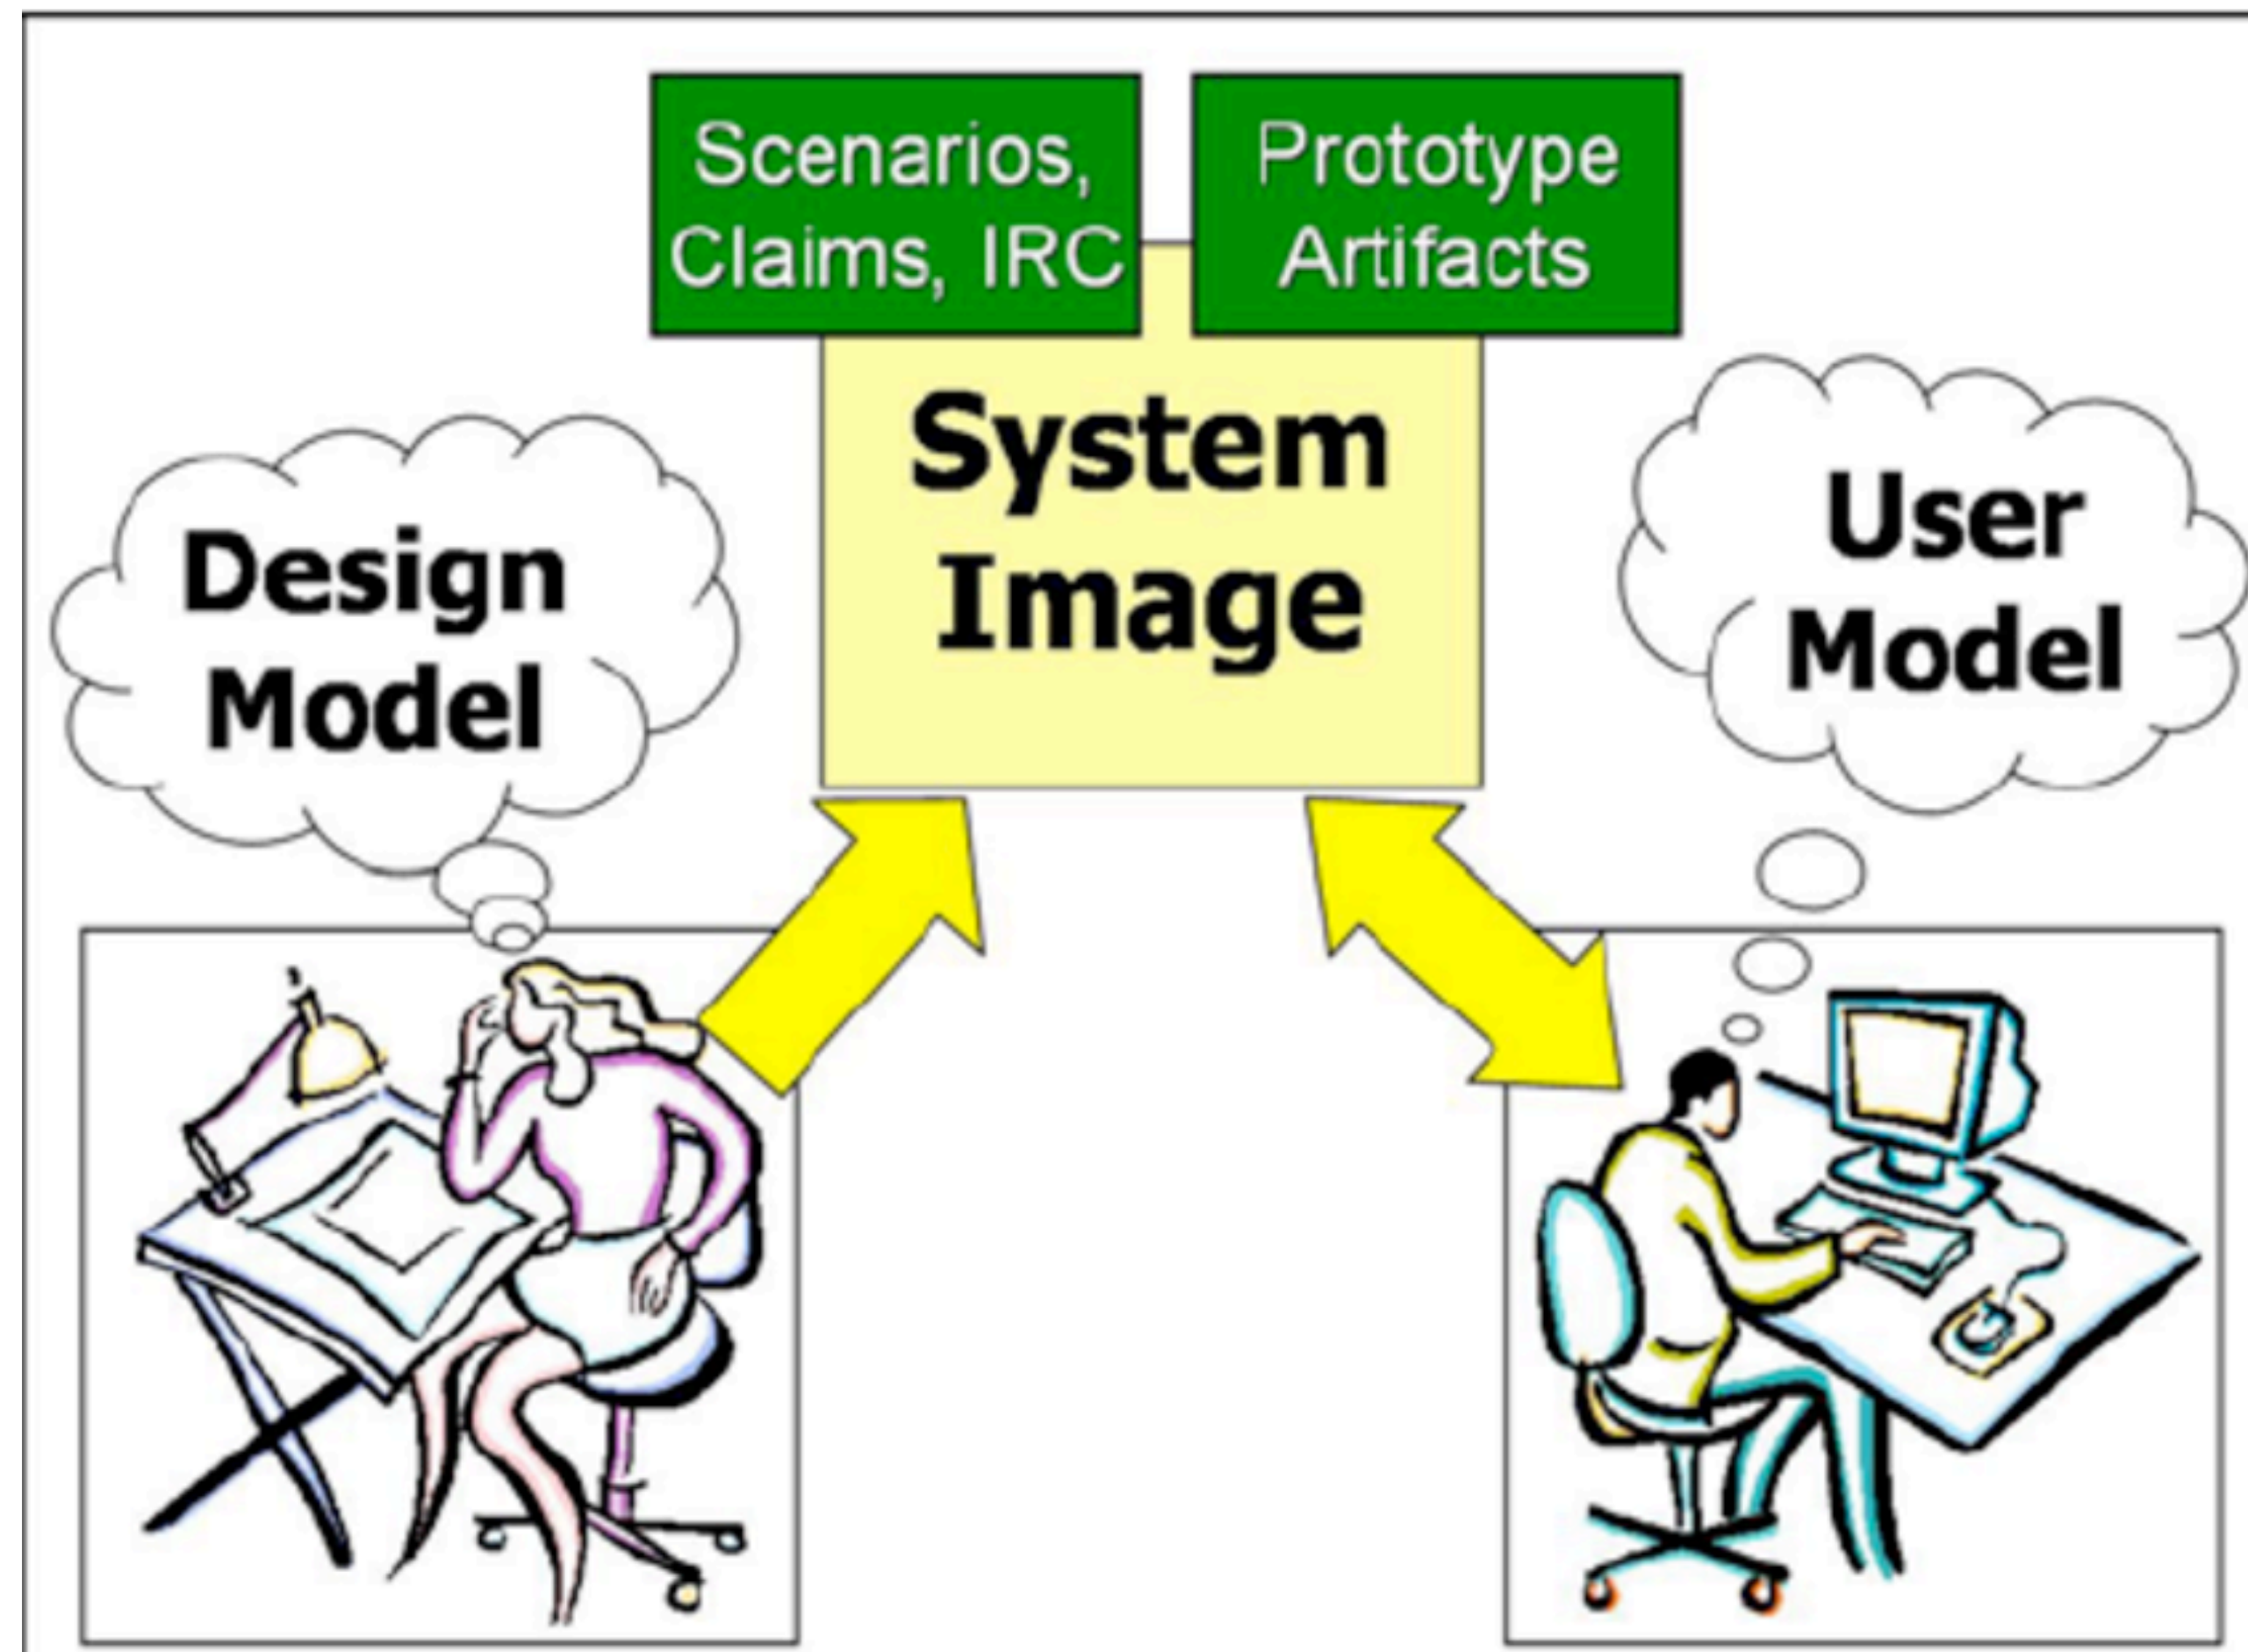 Scenarios,
Claims, IRC
Prototype
Artifacts
System
Image
Design
Model
User
Model